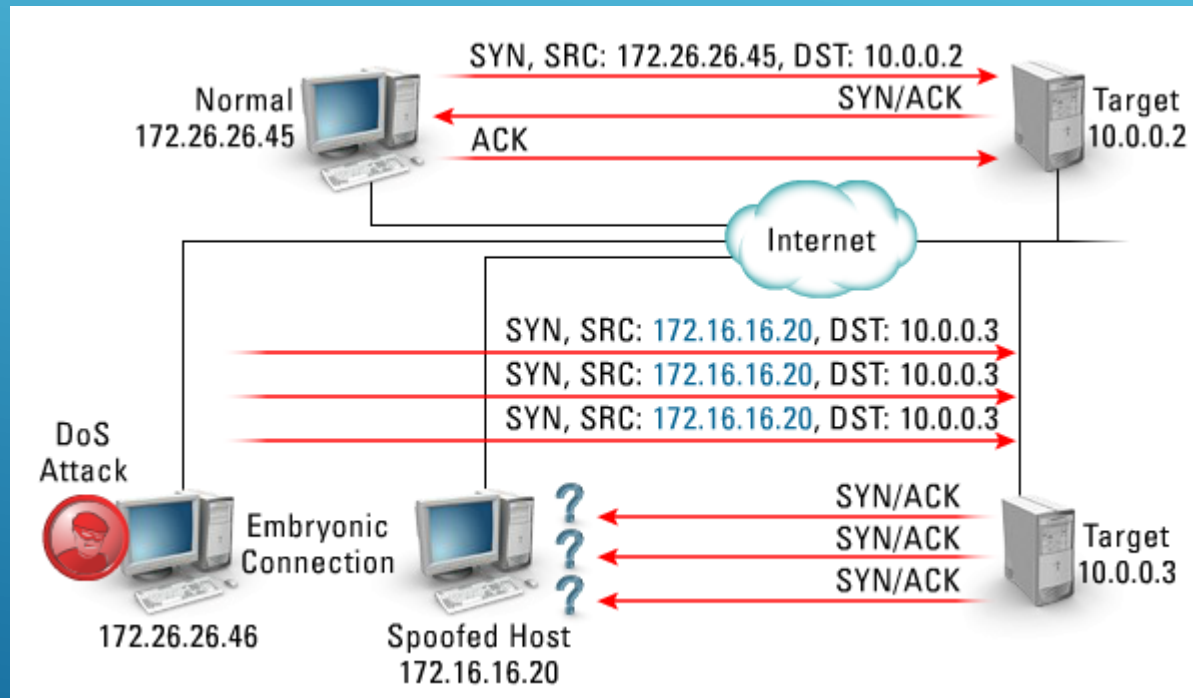 SYN, SRC: 172.26.26.45, DST: 10.0.0.2
SYN/ACK
ACK
Normal
172.26.26.45
Target
10.0.0.2
Internet
SYN, SRC: 172.16.16.20, DST: 10.0.0.3
SYN, SRC: 172.16.16.20, DST: 10.0.0.3
SYN, SRC: 172.16.16.20, DST: 10.0.0.3
DoS
Attack
Embryonic
Connection
172.26.26.46
?
?
?
Spoofed Host
172.16.16.20
SYN/ACK
SYN/ACK
SYN/ACK
Target
10.0.0.3